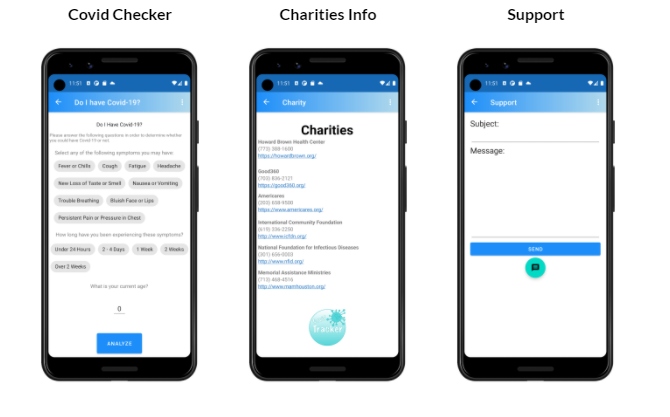 Covid Checker
Charities Info
Support
11:51
Do I have Covid-19?
Do I Have Covid-19?
Please answer the following questions in order to determine whether
you could have Covid-19 or not.
Select any of the following symptoms you may have:
Fever or Chills Cough Fatigue Headache
New Loss of Taste or Smell Nausea or Vomiting
Trouble Breathing Bluish Face or Lips
Persistent Pain or Pressure in Chest
How long have you been experiencing these symptoms?
Under 24 Hours 2 - 4 Days 1 Week 2 Weeks
Over 2 Weeks
What is your current age?
0
ANALYZE
11:51
Charity
Charities
Howard Brown Health Center
(773) 388-1600
https://howardbrown.org/
Good360
(703) 836-2121
https://good360.org/
Americares
(203) 658-9500
https://www.americares.org/
International Community Foundation
(619) 336-2250
http://www.icfdn.org/
National Foundation for Infectious Diseases
(301) 656-0003
http://www.nfid.org/
Memorial Assistance Ministries
(713) 468-4516
http://www.mamhouston.org/
Tracker
11:51
Support
Subject:
Message:
SEND